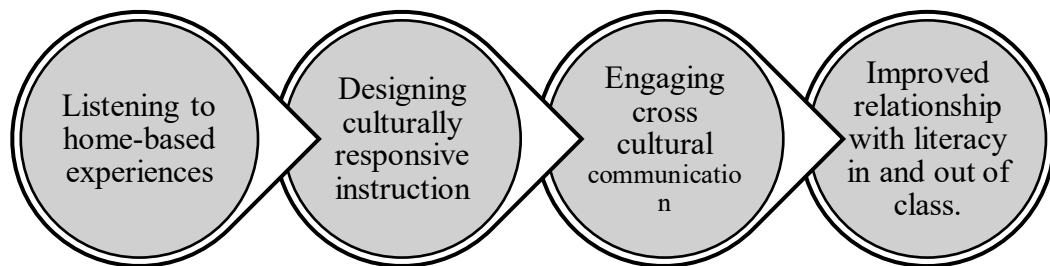 Listening to
home-based
experiences
Designing
culturally
responsive
instruction
Engaging
cross
cultural
communicatio
n
Improved
relationship
with literacy
in and out of
class.